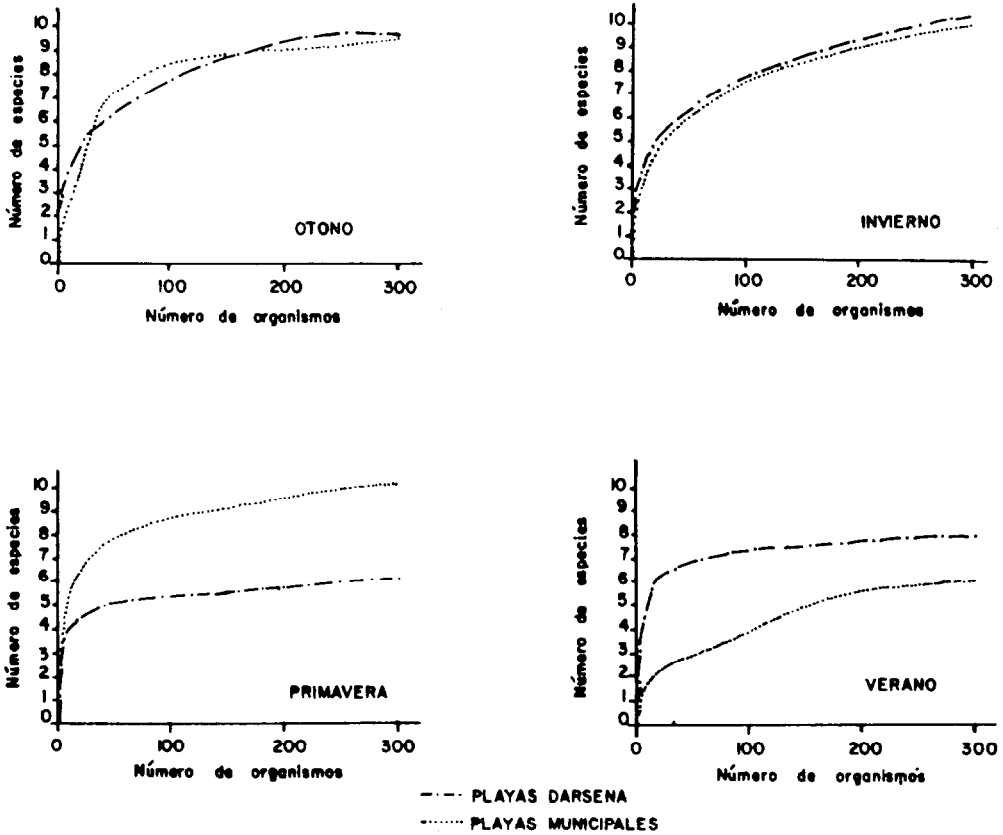 10
9
8
7
6
5
4
3
2
1
0
Número de especies
OTONO
0 100 200 300
Número de organismos
10
9
8
7
6
5
4
3
2
1
0
Número de especies
INVIERNO
0 100 200 300
Número de organismos
10
9
8
7
6
5
4
3
2
1
0
Número de especies
PRIMAVERA
0 100 200 300
Número de organismos
10
9
8
7
6
5
4
3
2
1
0
Número de especies
VERANO
0 100 200 300
Número de organismos
PLAYAS DARSENA
PLAYAS MUNICIPALES